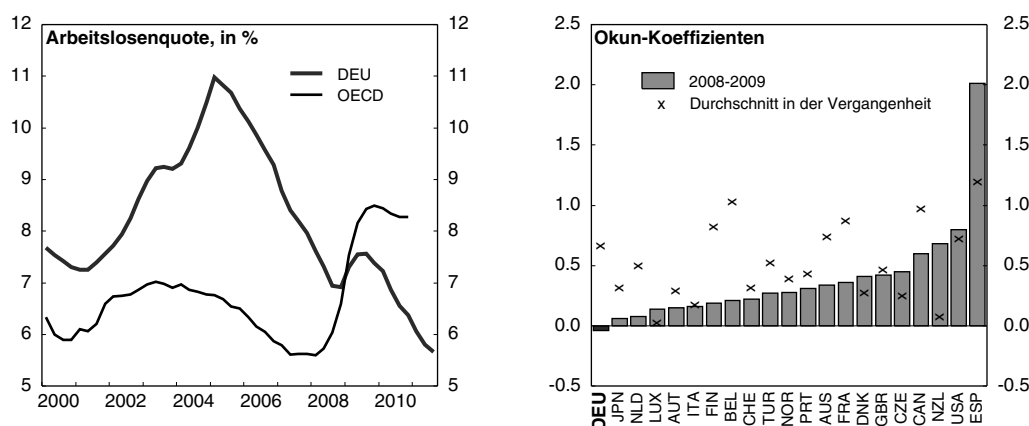 Arbeitslosenquote, in %
DEU
OECD
12 12
11 11
10 10
9 9
8 8
7 7
6 6
5 5
2000 2002 2004 2006 2008 2010
Okun-Koeffizienten
2008-2009
Durchschnitt in der Vergangenheit
2.5 2.5
2.0 2.0
1.5 1.5
1.0 1.0
0.5 0.5
0.0 0.0
-0.5 -0.5
DEU
JPN
NLD
LUX
AUT
ITA
FIN
BEL
CHE
TUR
NOR
PRT
AUS
FRA
DNK
GBR
CZE
CAN
NZL
USA
ESP